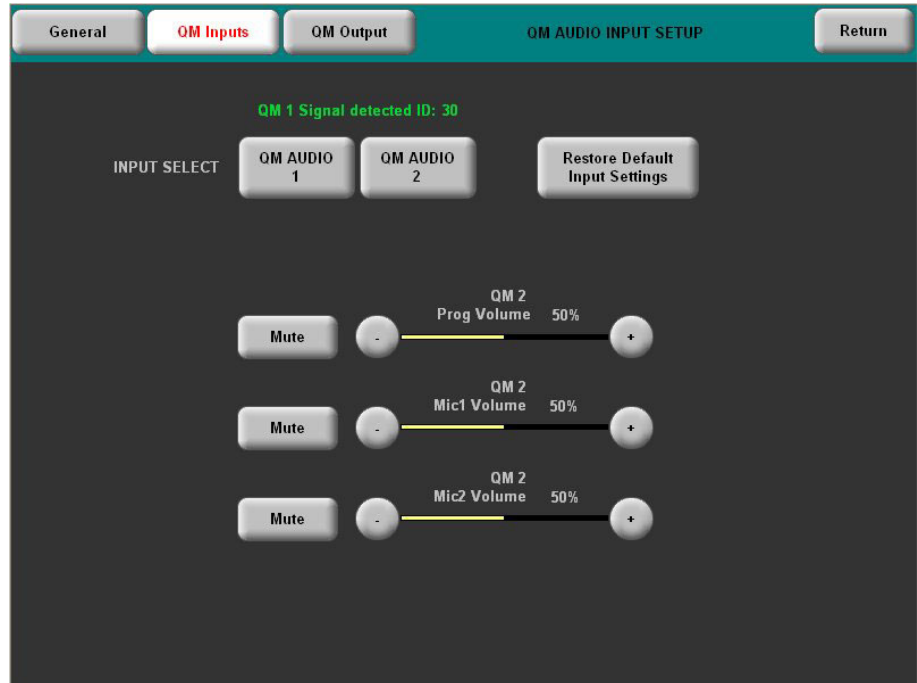 General
QM Inputs
QM Output
QM AUDIO INPUT SETUP
Return
QM 1 Signal detected ID: 30
INPUT SELECT
QM AUDIO
1
QM AUDIO
2
Restore Default
Input Settings
QM 2
Prog Volume 50%
Mute
-
+
QM 2
Mic1 Volume 50%
Mute
-
+
QM 2
Mic2 Volume 50%
Mute
-
+